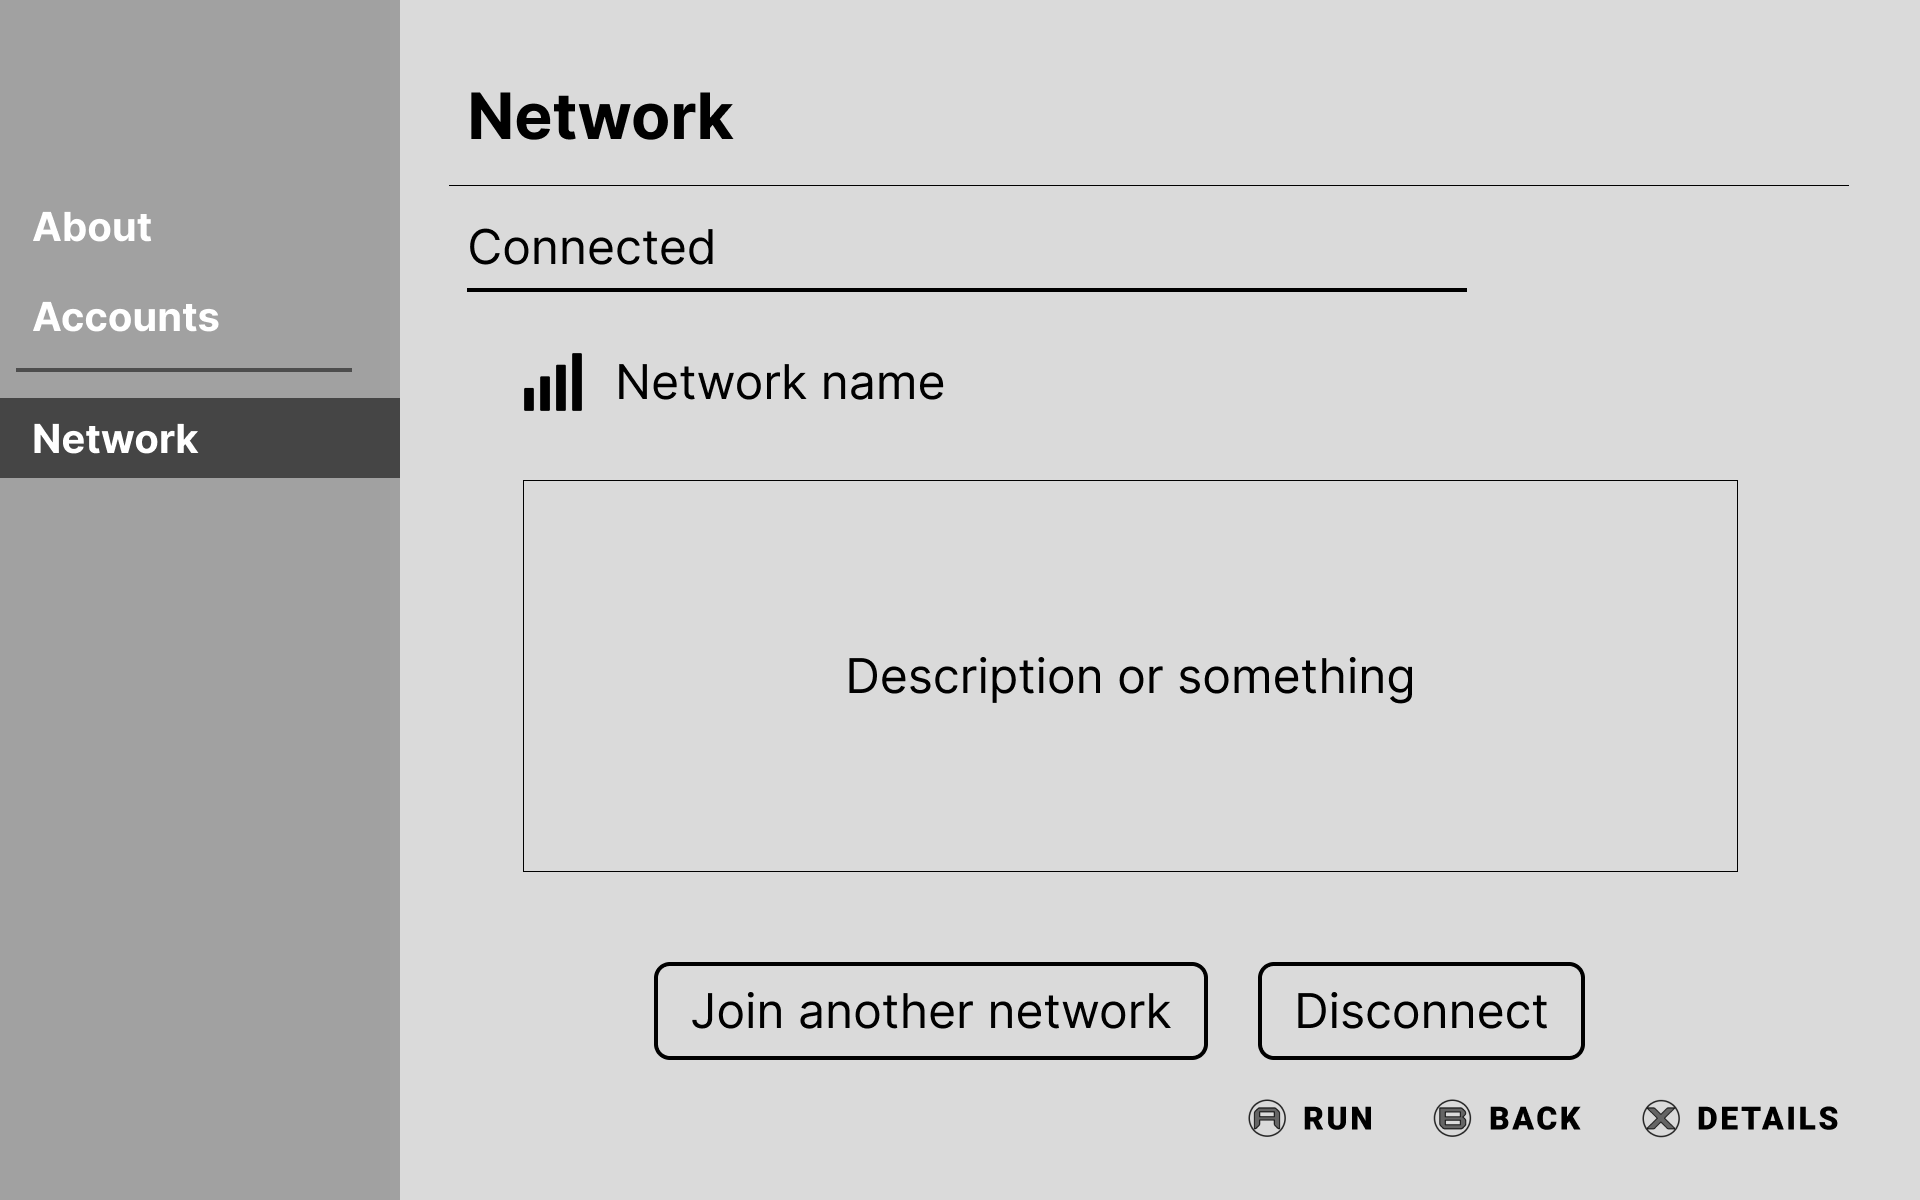 Network
About
Accounts
Network
Connected
Network name
Description or something
Join another network
Disconnect
A RUN
B BACK
X DETAILS